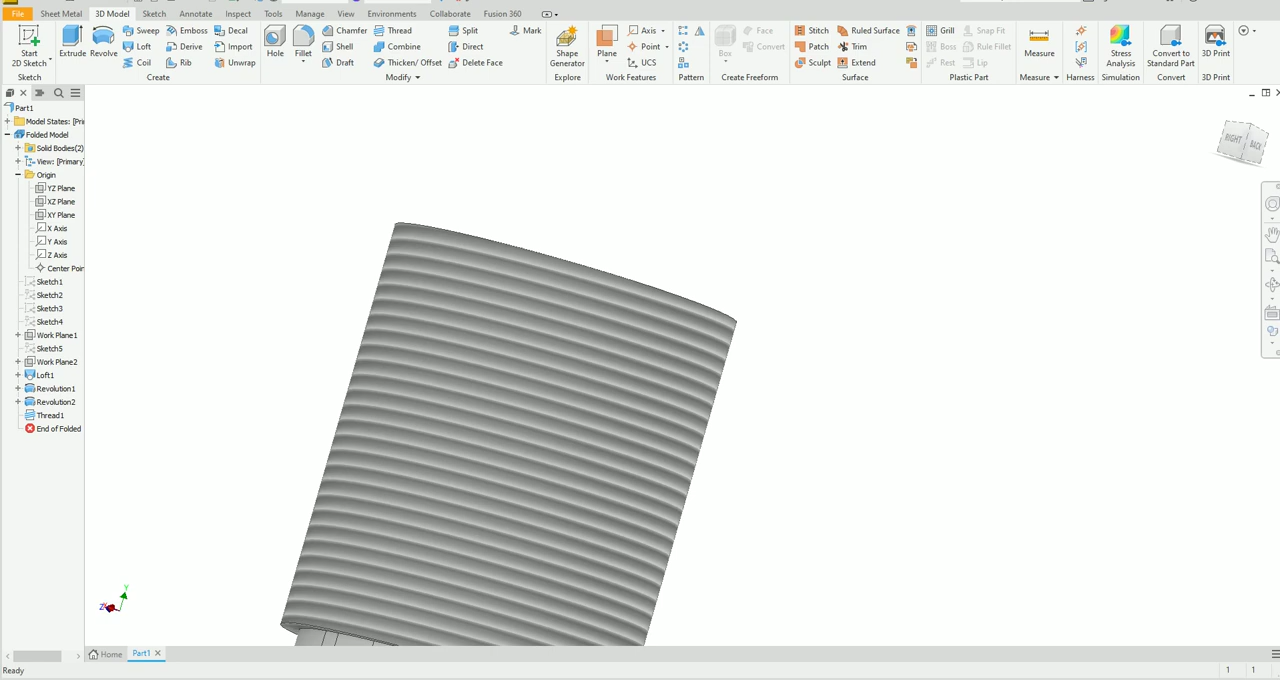 File Sheet Metal 3D Model Sketch Annotate Inspect Tools Manage View Environments Collaborate Fusion 360
Start
2D Sketch
Sketch
Extrude
Revolve
Sweep Emboss Decal
Loft Derive Import
Coil Rib Unwrap
Create
Hole
Fillet
Chamfer Thread Split Mark
Shell Combine Direct
Draft Thicken/ Offset Delete Face
Modify
Shape
Generator
Explore
Plane
Axis
Point
UCS
Work Features
Pattern
Box
Face
Convert
Create Freeform
Stitch Ruled Surface
Patch Trim
Sculpt Extend
Surface
Grill Snap Fit
Boss Rule Fillet
Rest Lip
Plastic Part
Measure
Measure
Harness
Stress
Analysis
Simulation
Convert to
Standard Part
Convert
3D Print
3D Print
Part1
Model States: [Pri
Folded Model
Solid Bodies(2)
View: [Primary
Origin
YZ Plane
XZ Plane
XY Plane
X Axis
Y Axis
Z Axis
Center Poin
Sketch1
Sketch2
Sketch3
Sketch4
Work Plane1
Sketch5
Work Plane2
Loft1
Revolution1
Revolution2
Thread1
End of Folded
RIGHT BACK
Y
Z
Home Part1
Ready 1 1